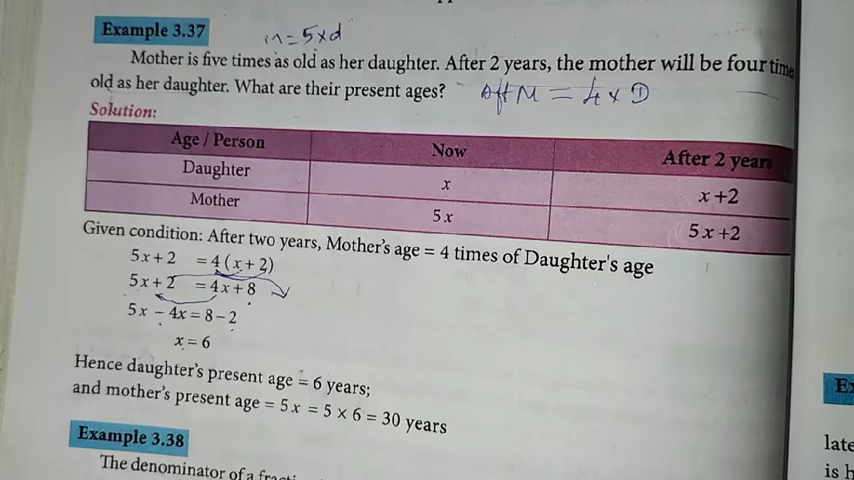 Example 3.37
m=5xd
Mother is five times as old as her daughter. After 2 years, the mother will be four time
old as her daughter. What are their present ages?
Aft M = 4 x D
Solution:
Age / Person Now After 2 years
Daughter x x+2
Mother 5x 5x+2
Given condition: After two years, Mother's age = 4 times of Daughter's age
5x+2 = 4(x+2)
5x+2 = 4x+8
5x − 4x = 8−2
x = 6
Hence daughter's present age = 6 years;
and mother's present age = 5x = 5 × 6 = 30 years
Example 3.38
The denominator of a
late
is h